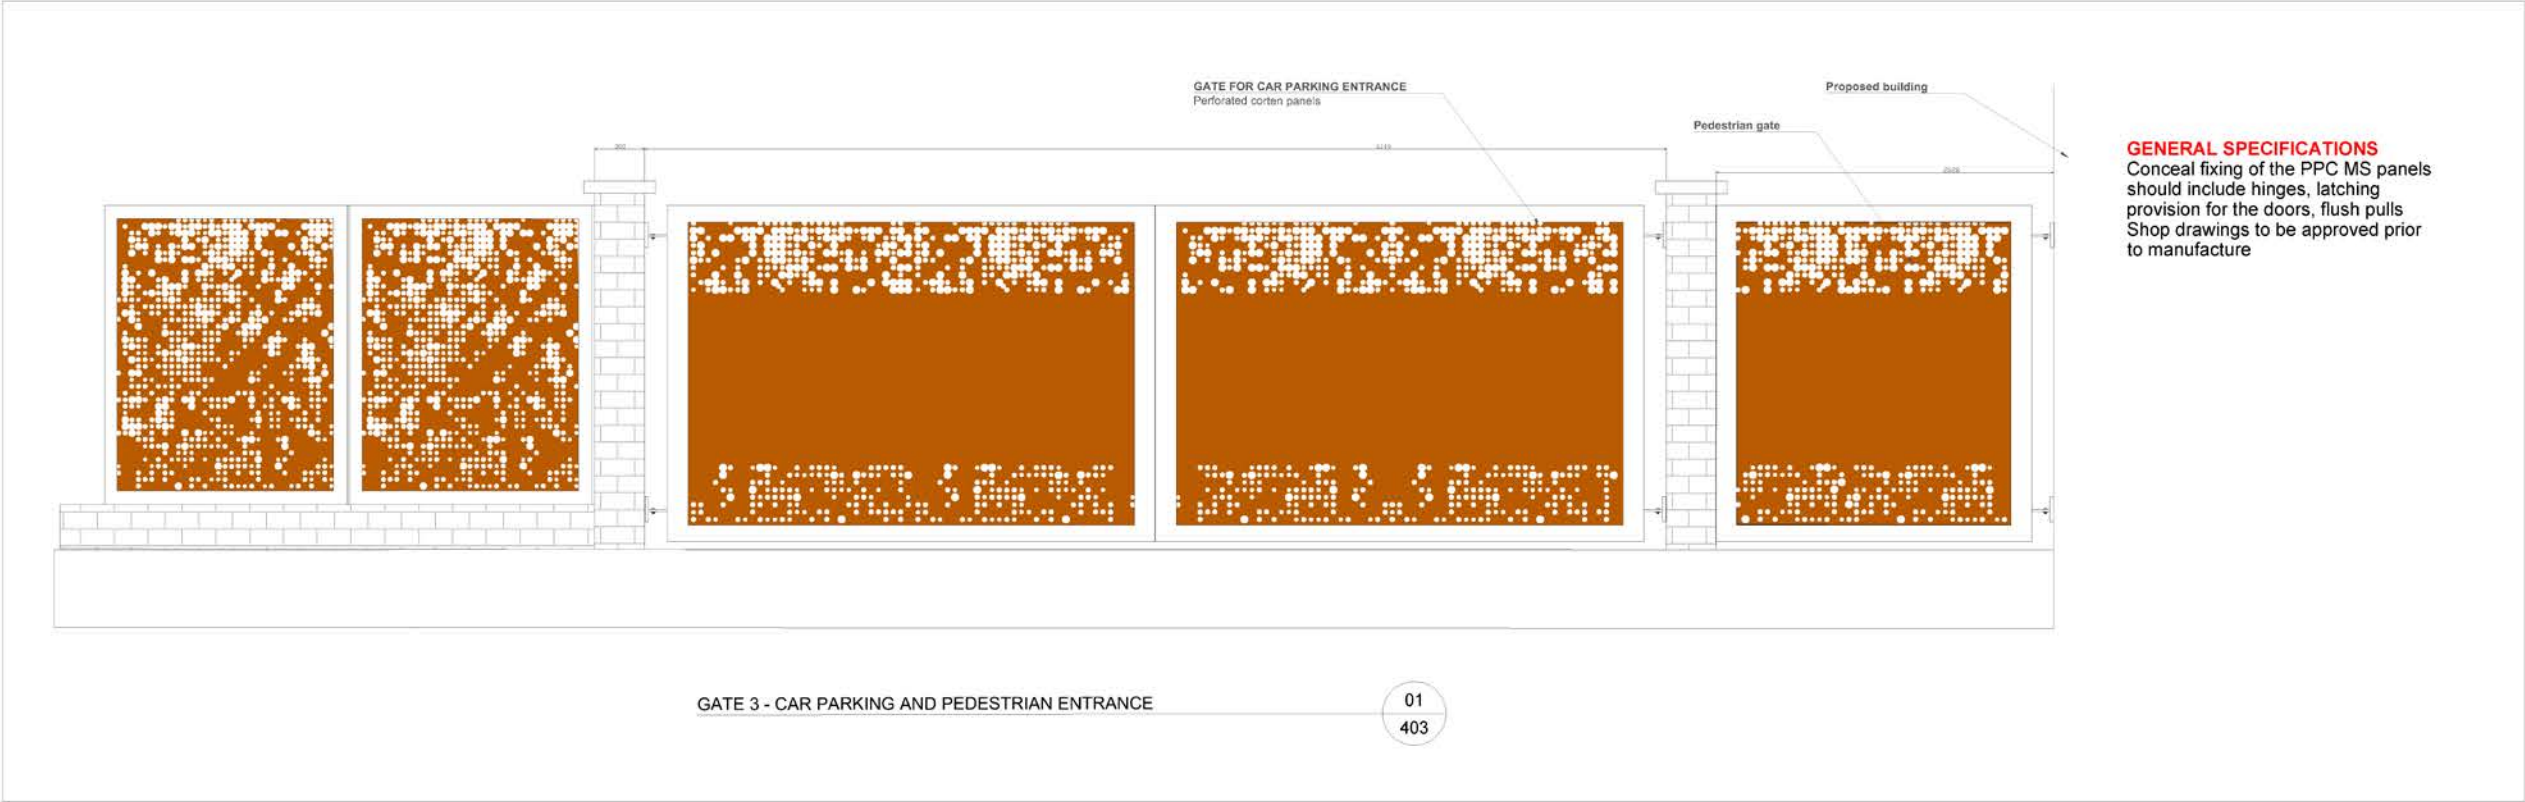 GATE FOR CAR PARKING ENTRANCE
Perforated corten panels
Proposed building
Pedestrian gate
GENERAL SPECIFICATIONS
Conceal fixing of the PPC MS panels
should include hinges, latching
provision for the doors, flush pulls
Shop drawings to be approved prior
to manufacture
GATE 3 - CAR PARKING AND PEDESTRIAN ENTRANCE
01
403